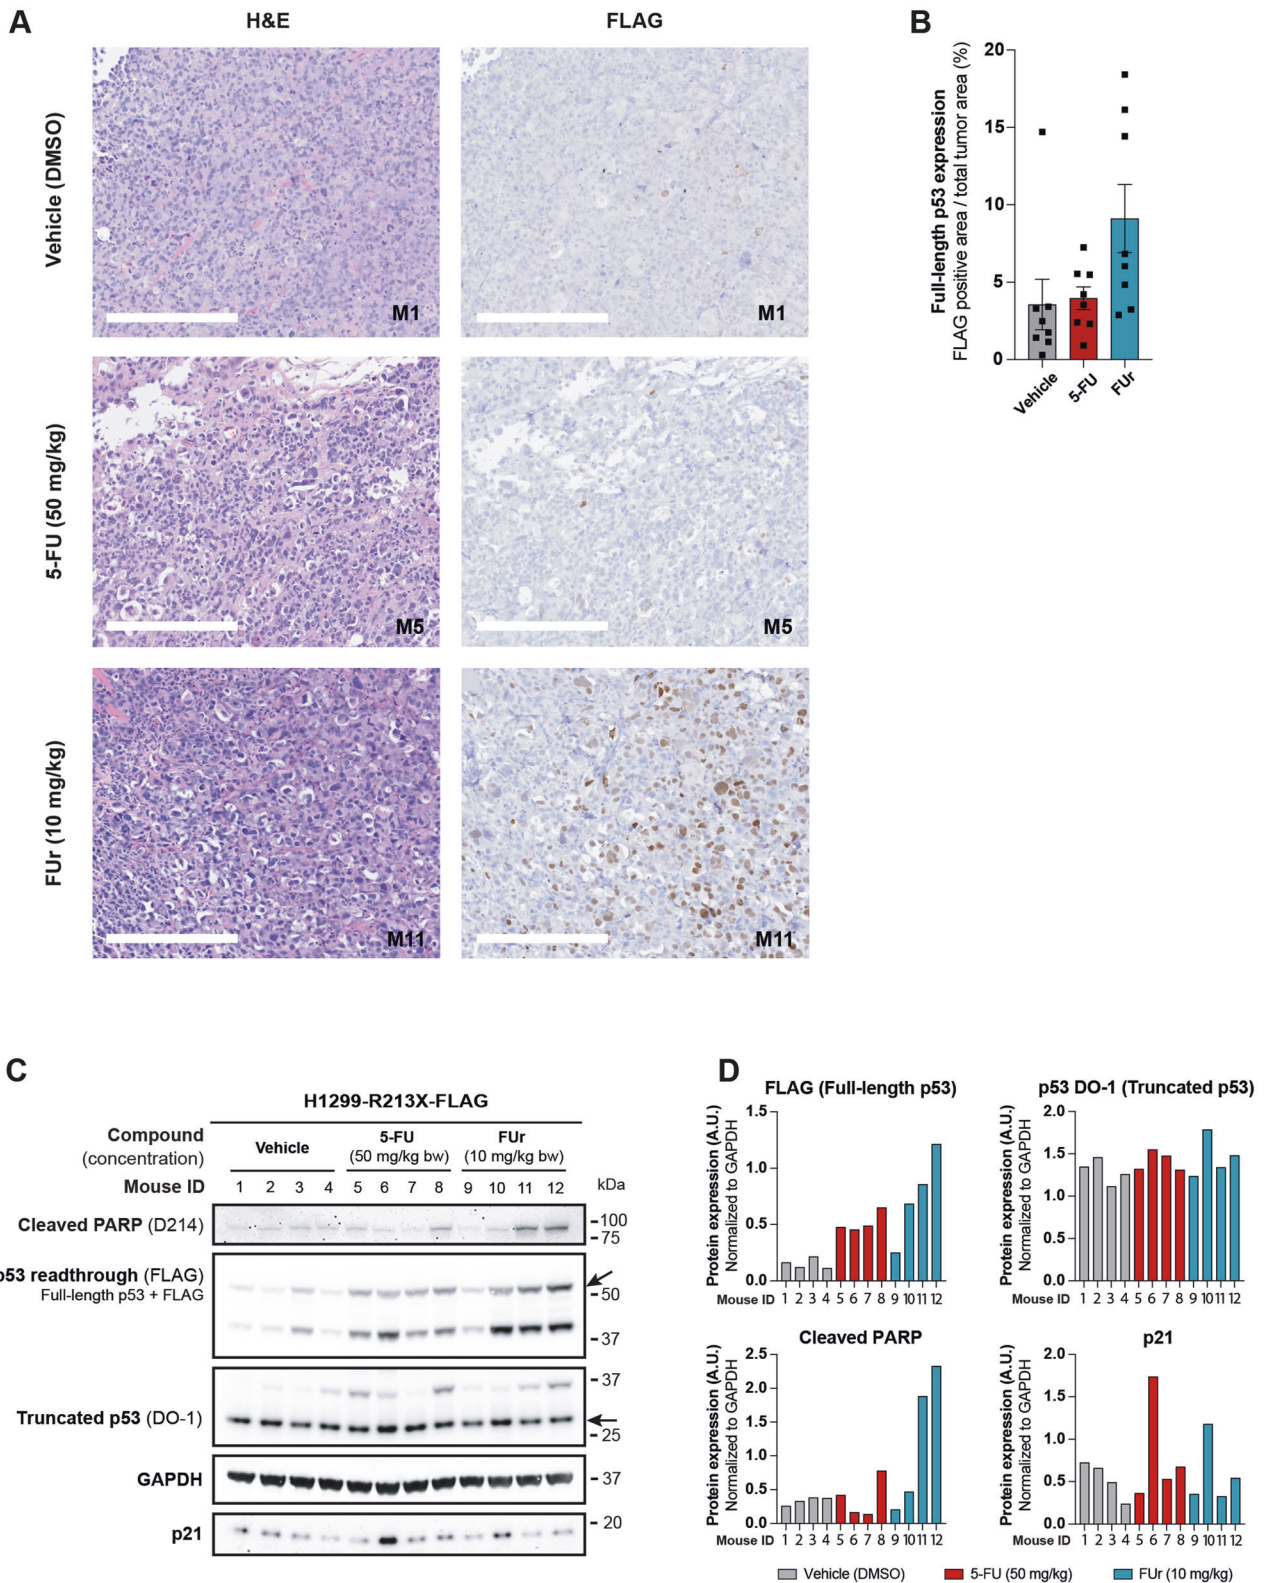 A
H&E
FLAG
Vehicle (DMSO)
M1
M1
5-FU (50 mg/kg)
M5
M5
FUr (10 mg/kg)
M11
M11
B
Full-length p53 expression
FLAG positive area / total tumor area (%)
20
15
10
5
0
Vehicle
5-FU
FUr
C
H1299-R213X-FLAG
Compound
(concentration)
Vehicle
5-FU
(50 mg/kg bw)
FUr
(10 mg/kg bw)
Mouse ID
1 2 3 4 5 6 7 8 9 10 11 12
kDa
Cleaved PARP (D214)
100
75
p53 readthrough (FLAG)
Full-length p53 + FLAG
50
37
Truncated p53 (DO-1)
37
25
GAPDH
37
p21
20
D
FLAG (Full-length p53)
Protein expression (A.U.)
Normalized to GAPDH
1.5
1.0
0.5
0.0
Mouse ID 1 2 3 4 5 6 7 8 9 10 11 12
p53 DO-1 (Truncated p53)
Protein expression (A.U.)
Normalized to GAPDH
2.0
1.5
1.0
0.5
0.0
Mouse ID 1 2 3 4 5 6 7 8 9 10 11 12
Cleaved PARP
Protein expression (A.U.)
Normalized to GAPDH
2.5
2.0
1.5
1.0
0.5
0.0
Mouse ID 1 2 3 4 5 6 7 8 9 10 11 12
p21
Protein expression (A.U.)
Normalized to GAPDH
2.0
1.5
1.0
0.5
0.0
Mouse ID 1 2 3 4 5 6 7 8 9 10 11 12
Vehicle (DMSO)
5-FU (50 mg/kg)
FUr (10 mg/kg)